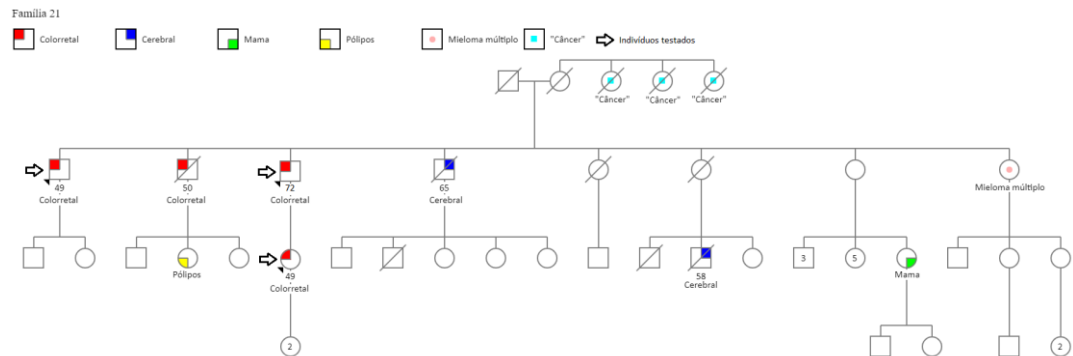 Família 21
Colorretal Cerebral Mama Pólipos Mieloma múltiplo "Câncer" Indivíduos testados
"Câncer" "Câncer" "Câncer"
49 50 72 65
Colorretal Colorretal Colorretal Cerebral Mieloma múltiplo
3 5
Pólipos 49 58 Mama
Colorretal Cerebral
2 2